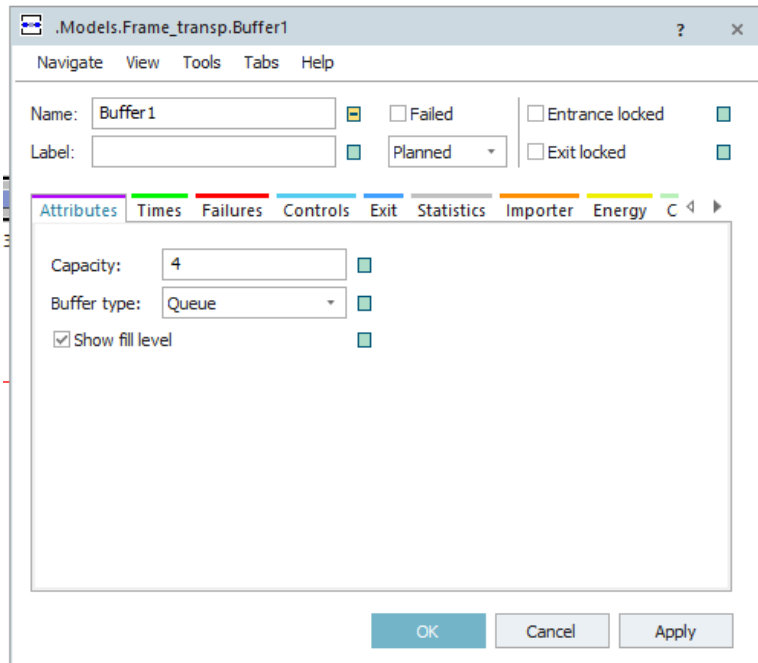 .Models.Frame_transp.Buffer1 ? ×
Navigate View Tools Tabs Help
Name: Buffer1 Failed Entrance locked
Label: Planned Exit locked
Attributes Times Failures Controls Exit Statistics Importer Energy C
Capacity: 4
Buffer type: Queue
Show fill level
OK Cancel Apply